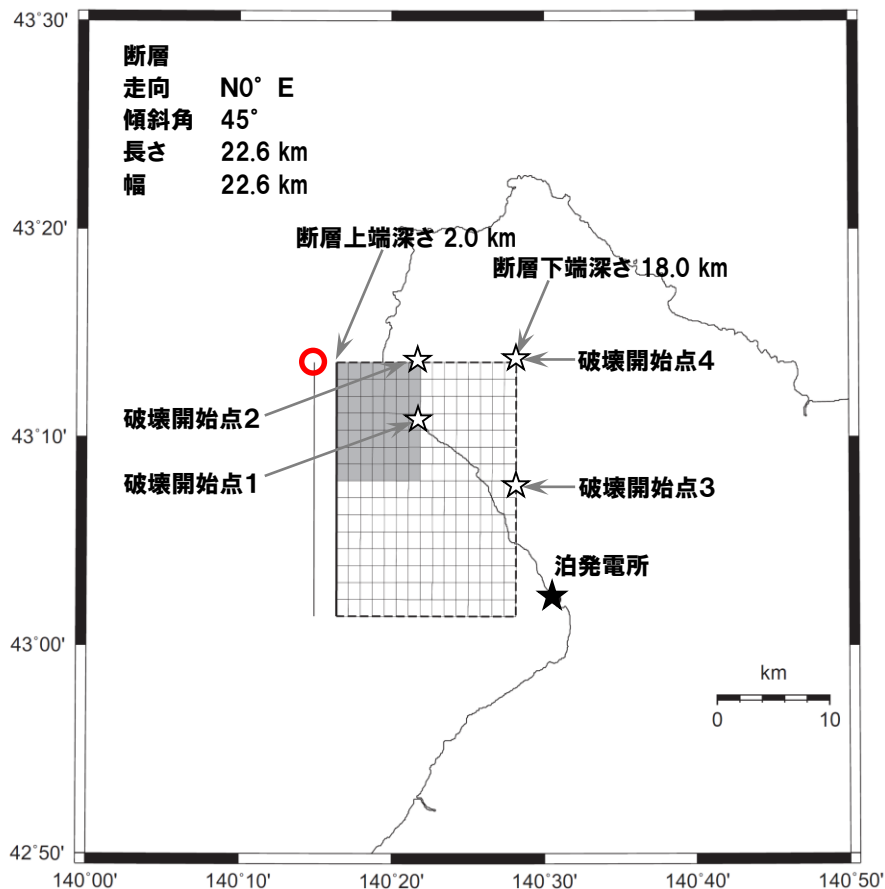 43˚30'
断層
走向 N0°E
傾斜角 45°
長さ 22.6 km
幅 22.6 km
43˚20'
断層上端深さ 2.0 km
断層下端深さ 18.0 km
破壊開始点4
破壊開始点2
43˚10'
破壊開始点1
破壊開始点3
泊発電所
43˚00'
km
0 10
42˚50'
140˚00' 140˚10' 140˚20' 140˚30' 140˚40' 140˚50'